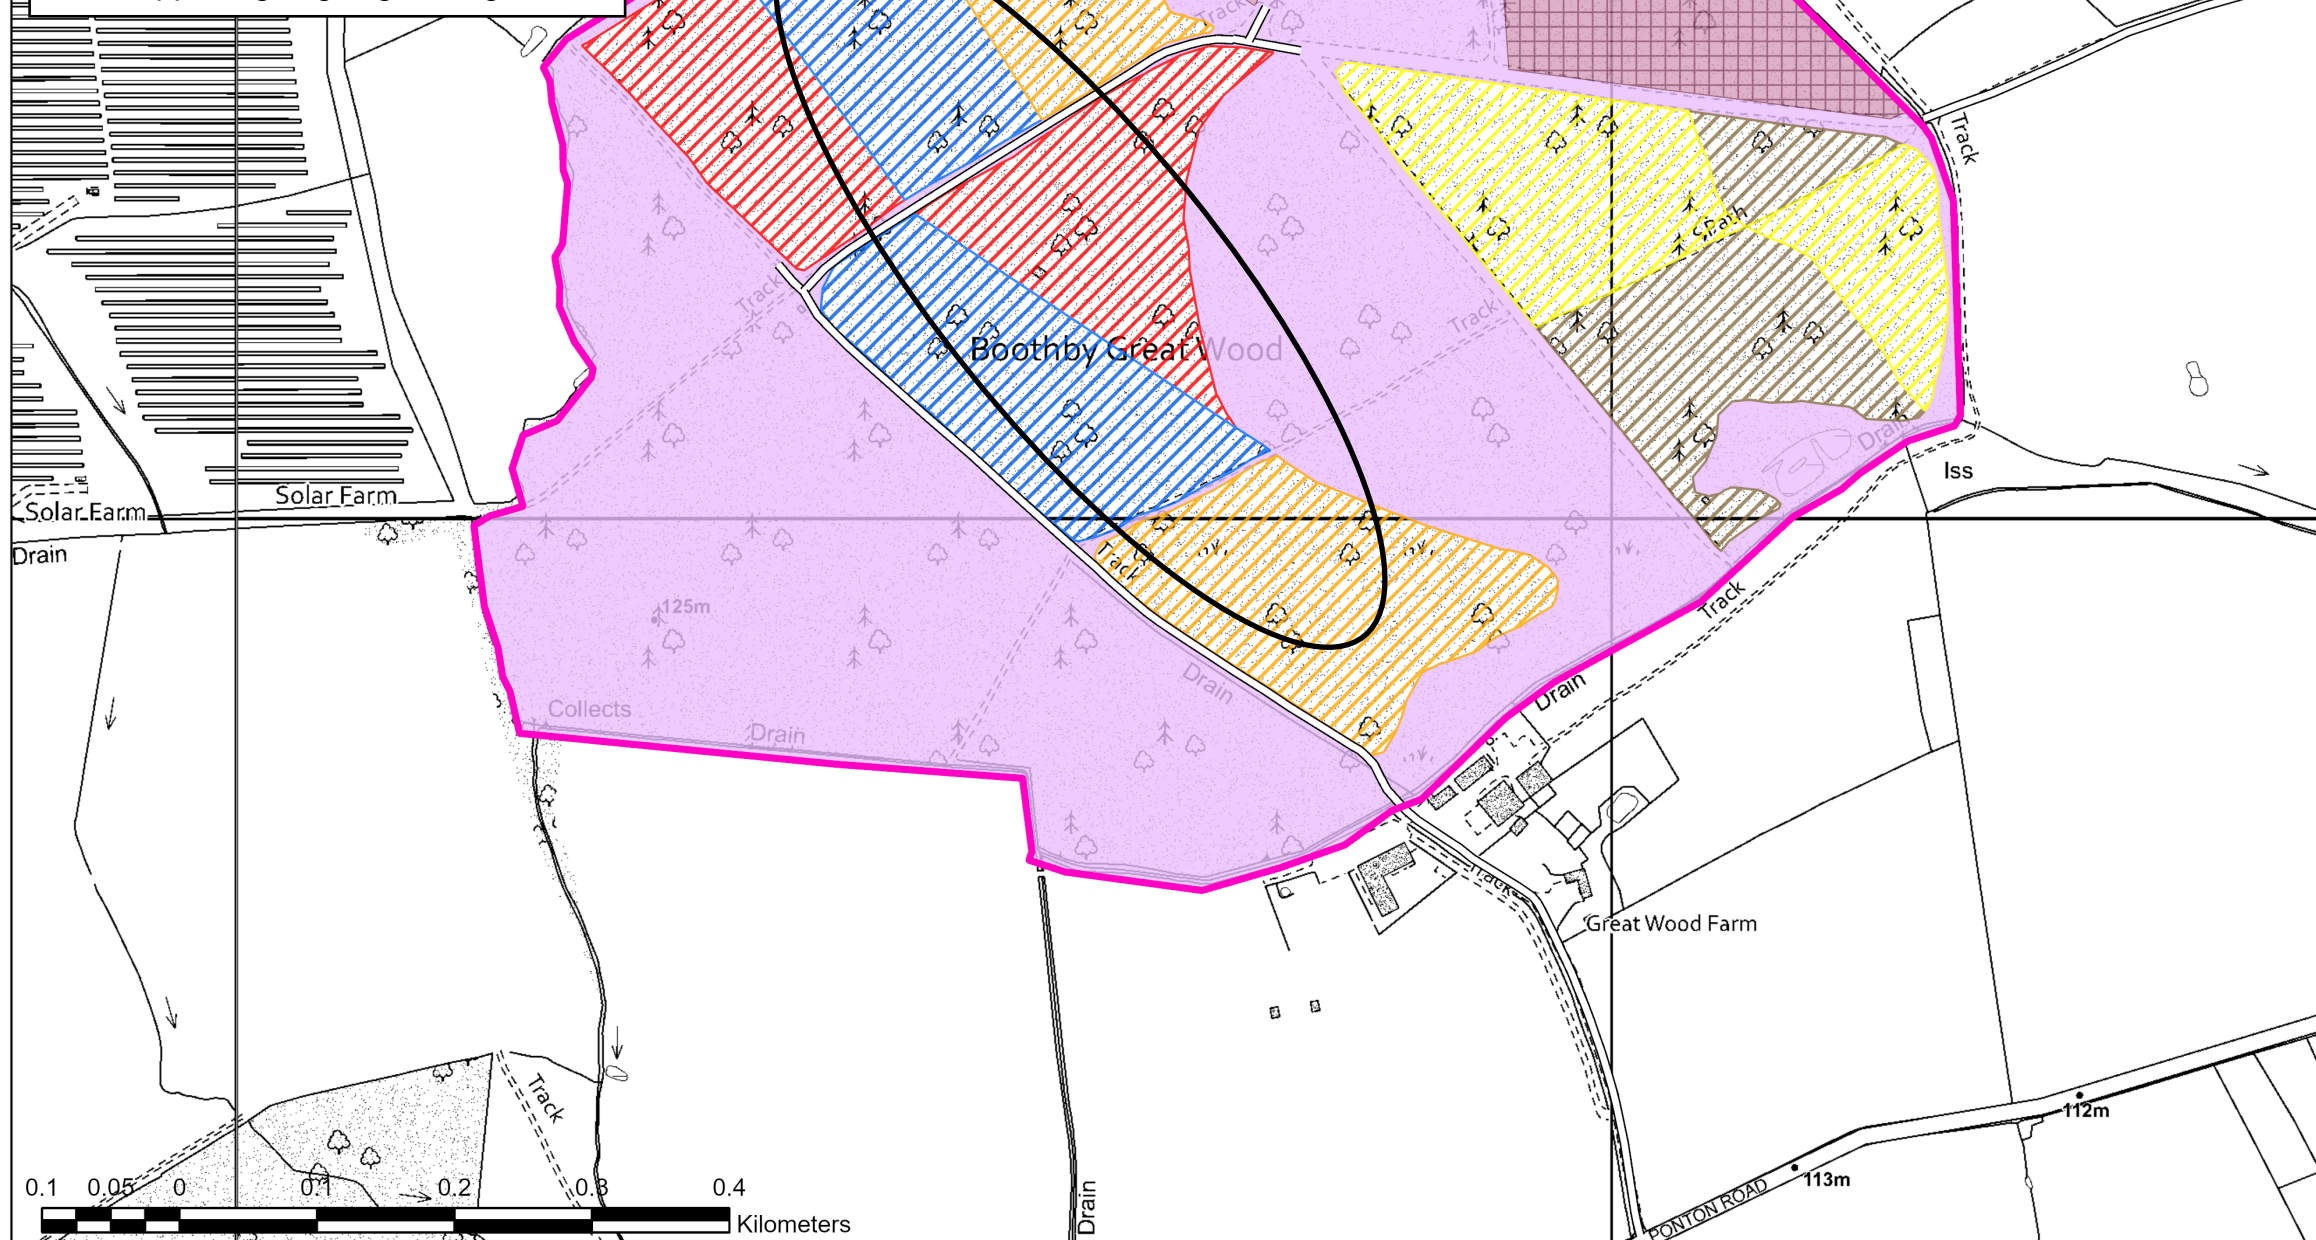 Track
Track
Path
Track
Track
Boothby Great Wood
Drain
Iss
Solar Farm
Solar Farm
Drain
Track
Track
125m
Drain
Drain
Collects
Drain
Track
Great Wood Farm
Track
112m
113m
PONTON ROAD
Drain
0.1 0.05 0 0.1 0.2 0.3 0.4
Kilometers